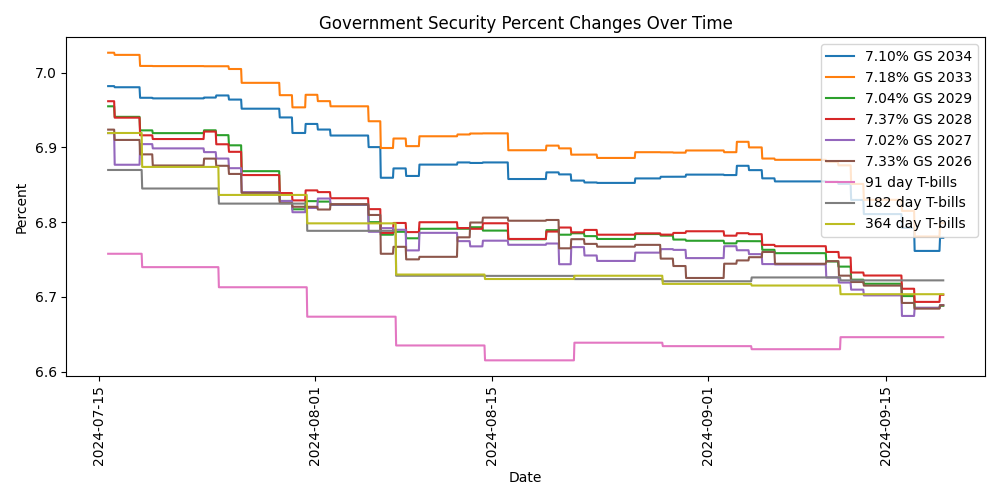 Government Security Percent Changes Over Time
7.0
6.9
6.8
6.7
6.6
Percent
7.10% GS 2034
7.18% GS 2033
7.04% GS 2029
7.37% GS 2028
7.02% GS 2027
7.33% GS 2026
91 day T-bills
182 day T-bills
364 day T-bills
2024-07-15
2024-08-01
2024-08-15
2024-09-01
2024-09-15
Date